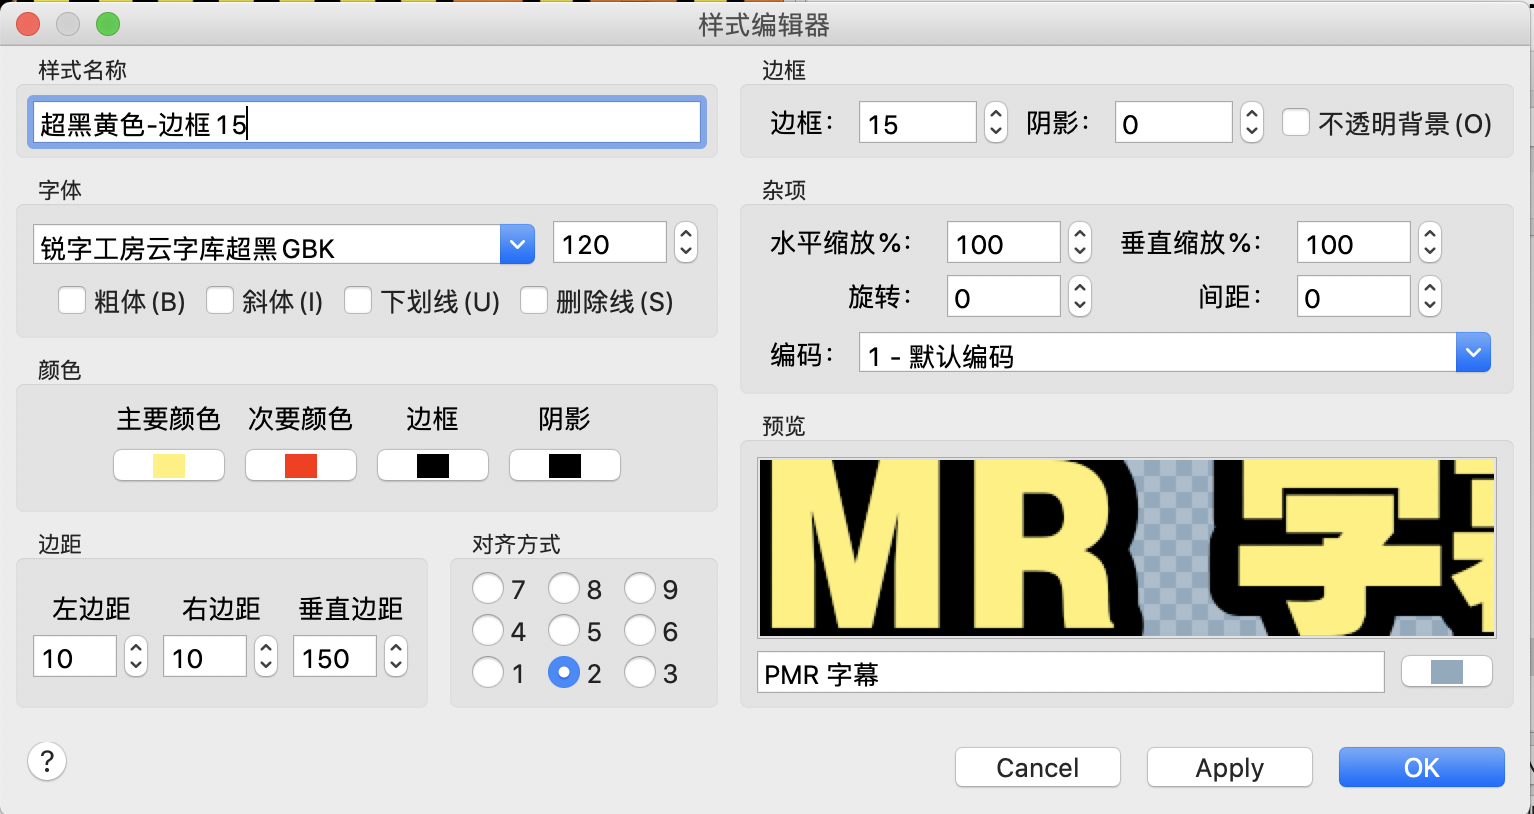 样式编辑器
样式名称
超黑黄色-边框15
字体
锐字工房云字库超黑GBK
120
粗体(B) 斜体(I) 下划线(U) 删除线(S)
颜色
主要颜色 次要颜色 边框 阴影
边距
左边距 右边距 垂直边距
10 10 150
对齐方式
7 8 9
4 5 6
1 2 3
边框
边框: 15 阴影: 0 不透明背景(O)
杂项
水平缩放%: 100 垂直缩放%: 100
旋转: 0 间距: 0
编码: 1 - 默认编码
预览
MR 字
PMR 字幕
?
Cancel Apply OK